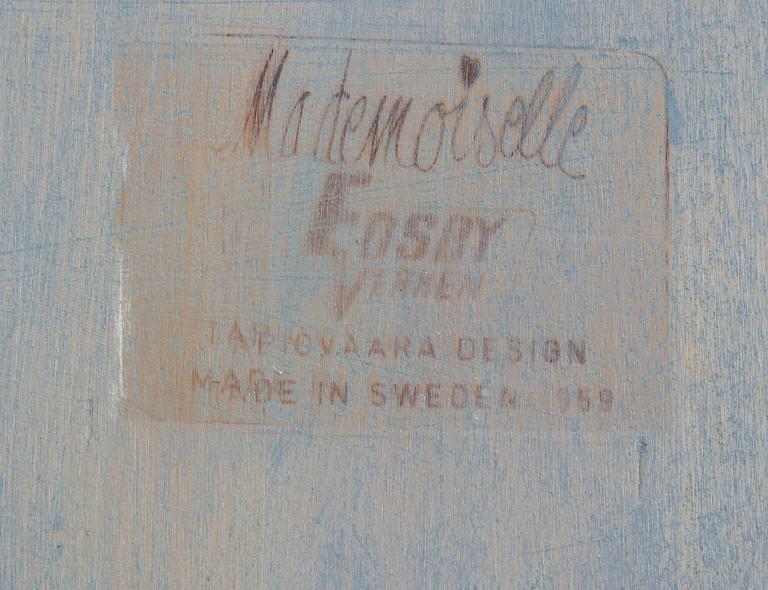 Mademoiselle
EDSBY
VERKEN
TAPIOVAARA DESIGN
MADE IN SWEDEN 959